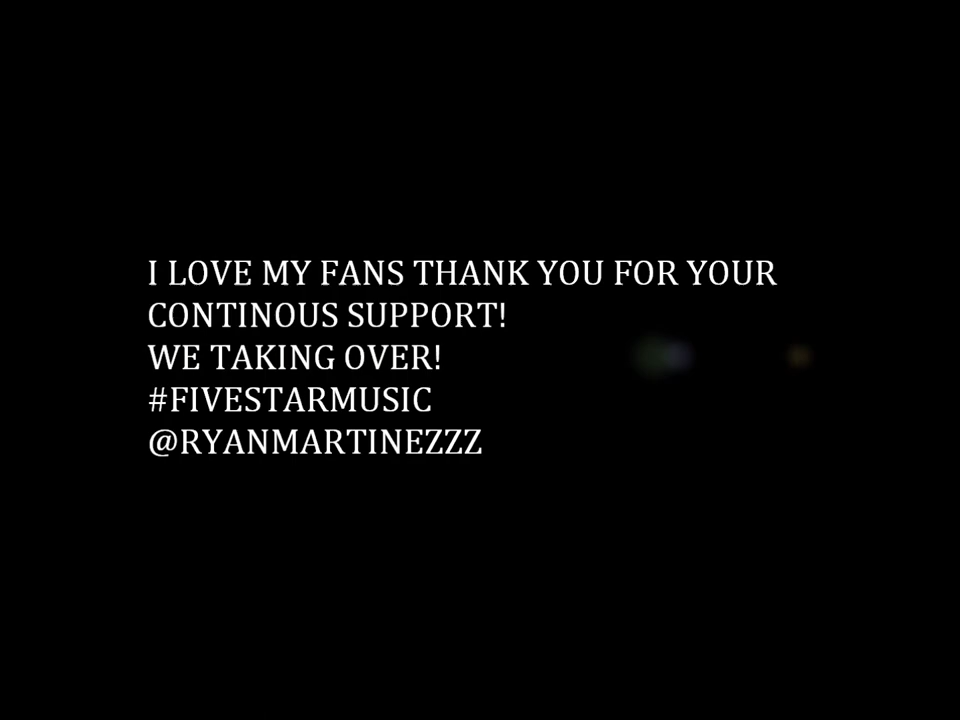 I LOVE MY FANS THANK YOU FOR YOUR
CONTINOUS SUPPORT!
WE TAKING OVER!
#FIVESTARMUSIC
@RYANMARTINEZZZ